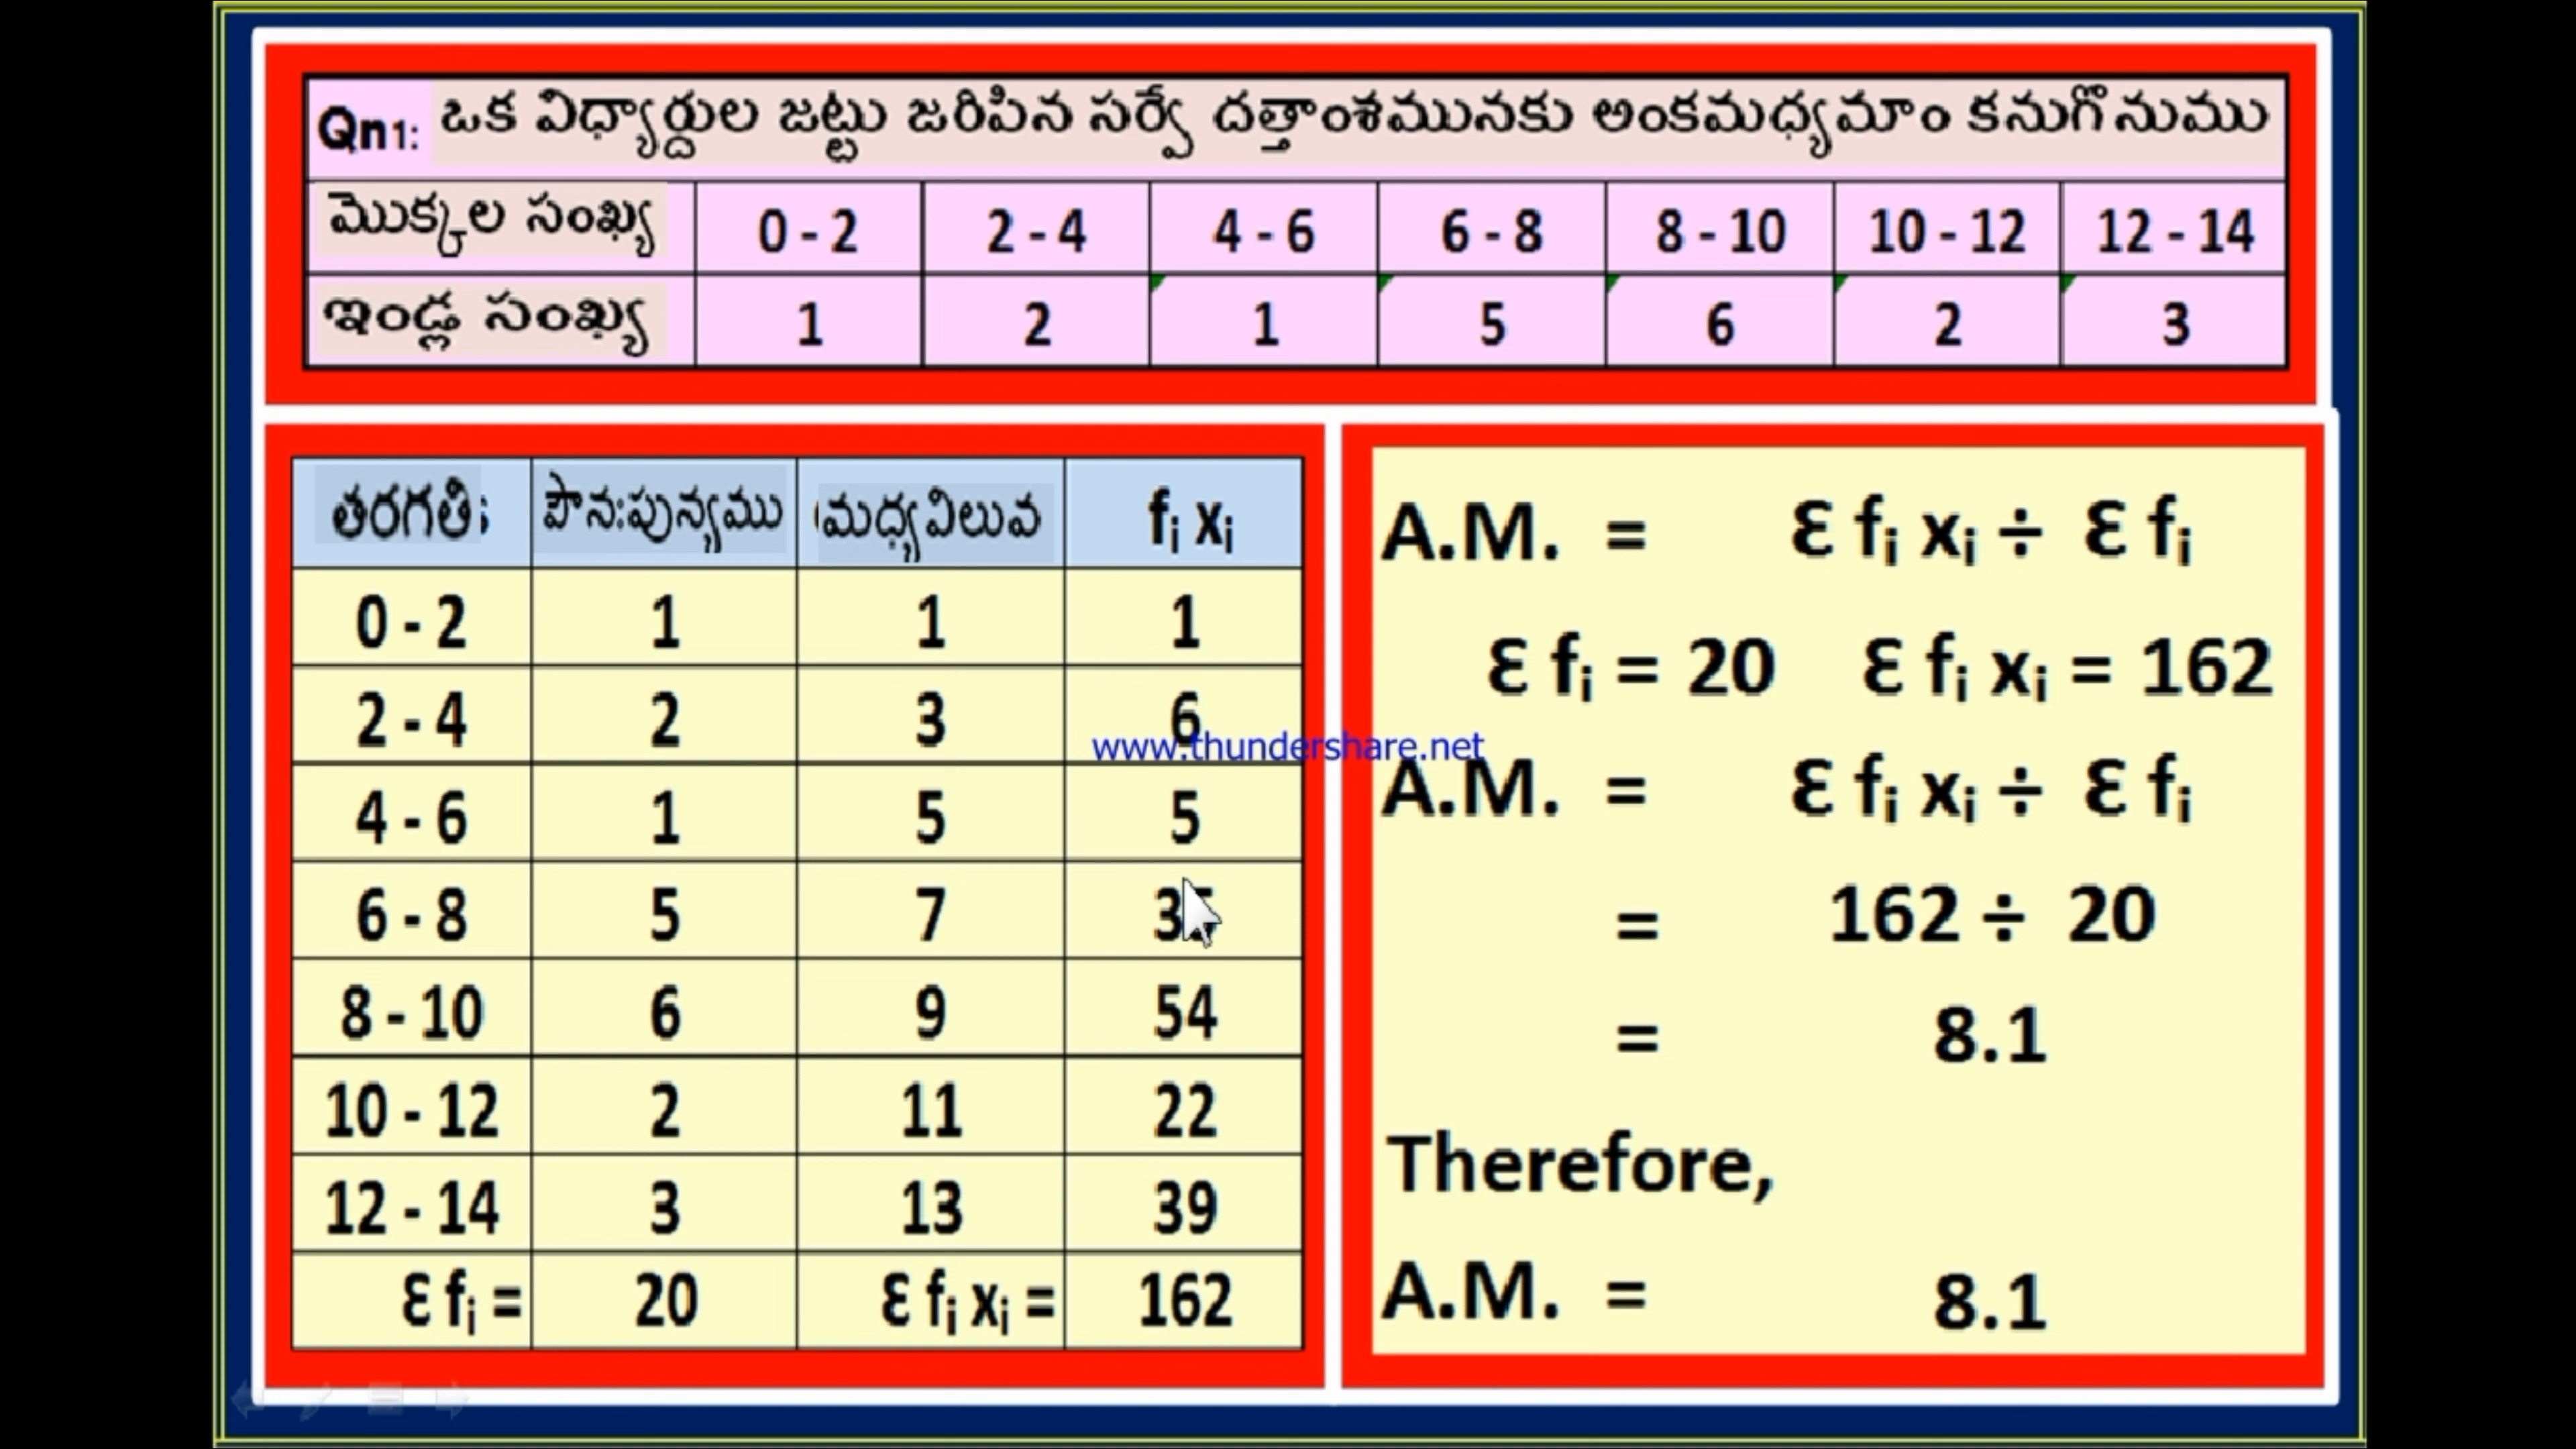 Qn1: ఒక విధ్యార్దుల జట్టు జరిపిన సర్వే దత్తాంశమునకు అంకమధ్యమాం కనుగొనుము
మొక్కల సంఖ్య 0 - 2 2 - 4 4 - 6 6 - 8 8 - 10 10 - 12 12 - 14
ఇండ్ల సంఖ్య 1 2 1 5 6 2 3
తరగతి పౌనఃపున్యము మధ్యవిలువ fᵢ xᵢ
0 - 2 1 1 1
2 - 4 2 3 6
4 - 6 1 5 5
6 - 8 5 7
8 - 10 6 9 54
10 - 12 2 11 22
12 - 14 3 13 39
Ɛ fᵢ = 20 Ɛ fᵢ xᵢ = 162
www.thundershare.net
A.M. = Ɛ fᵢ xᵢ ÷ Ɛ fᵢ
Ɛ fᵢ = 20 Ɛ fᵢ xᵢ = 162
A.M. = Ɛ fᵢ xᵢ ÷ Ɛ fᵢ
= 162 ÷ 20
= 8.1
Therefore,
A.M. = 8.1